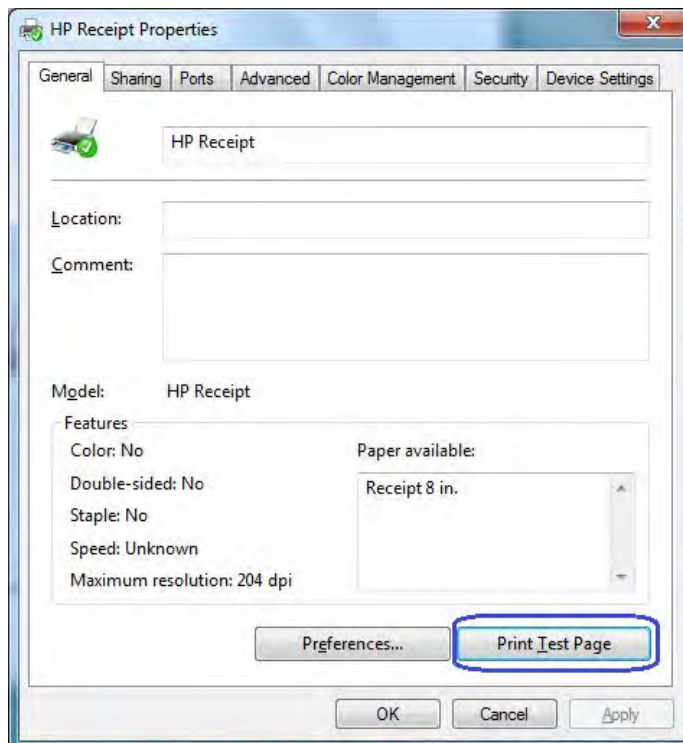 HP Receipt Properties
General Sharing Ports Advanced Color Management Security Device Settings
HP Receipt
Location:
Comment:
Model: HP Receipt
Features
Color: No
Paper available:
Double-sided: No
Receipt 8 in.
Staple: No
Speed: Unknown
Maximum resolution: 204 dpi
Preferences... Print Test Page
OK Cancel Apply